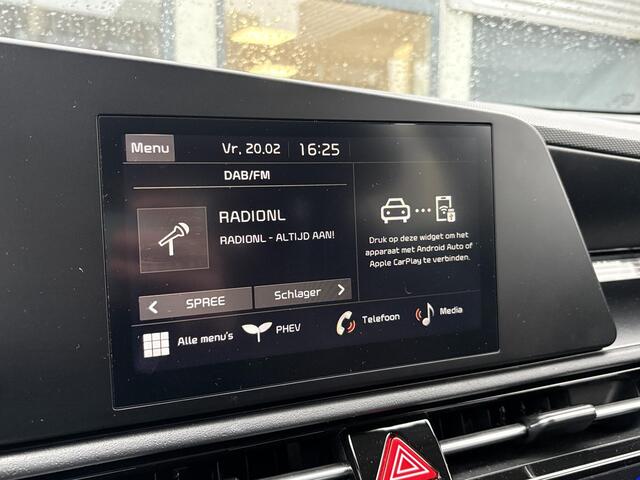 Menu Vr, 20.02 16:25
DAB/FM
RADIONL
RADIONL - ALTIJD AAN!
< SPREE Schlager >
Druk op deze widget om het
apparaat met Android Auto of
Apple CarPlay te verbinden.
Alle menu's PHEV Telefoon Media